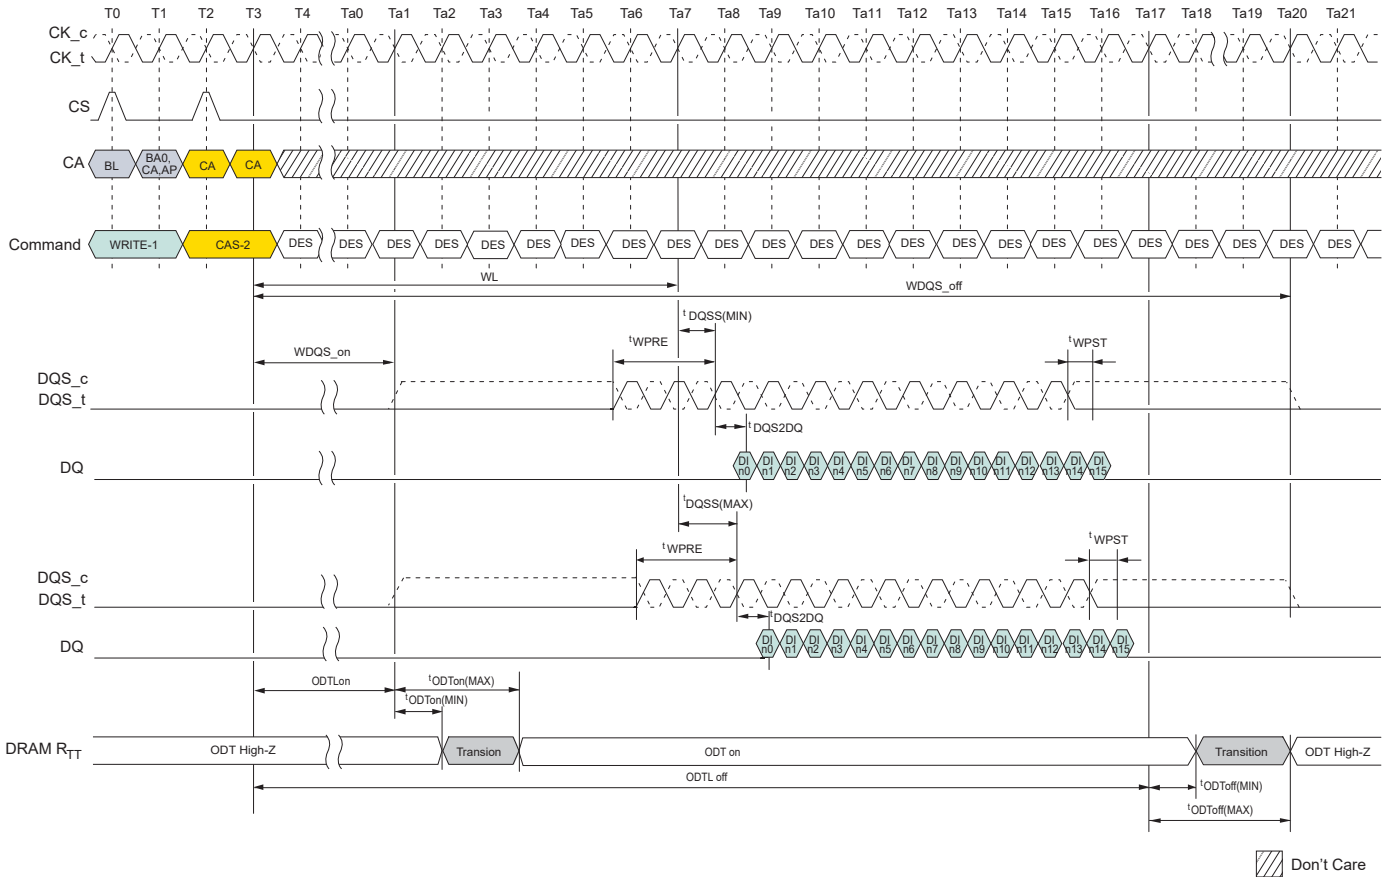 T0 T1 T2 T3 T4 Ta0 Ta1 Ta2 Ta3 Ta4 Ta5 Ta6 Ta7 Ta8 Ta9 Ta10 Ta11 Ta12 Ta13 Ta14 Ta15 Ta16 Ta17 Ta18 Ta19 Ta20 Ta21
CK_c
CK_t
CS
CA BL BA0, CA,AP CA CA
Command WRITE-1 CAS-2 DES DES DES DES DES DES DES DES DES DES DES DES DES DES DES DES DES DES DES DES DES DES DES
WL
WDQS_off
tDQSS(MIN)
tWPRE tWPST
WDQS_on
DQS_c
DQS_t
tDQS2DQ
DQ DI n0 DI n1 DI n2 DI n3 DI n4 DI n5 DI n6 DI n7 DI n8 DI n9 DI n10 DI n11 DI n12 DI n13 DI n14 DI n15
tDQSS(MAX)
tWPRE tWPST
DQS_c
DQS_t
tDQS2DQ
DQ DI n0 DI n1 DI n2 DI n3 DI n4 DI n5 DI n6 DI n7 DI n8 DI n9 DI n10 DI n11 DI n12 DI n13 DI n14 DI n15
ODTLon tODTon(MAX)
tODTon(MIN)
DRAM RTT ODT High-Z Transion ODT on Transition ODT High-Z
ODTL off tODToff(MIN)
tODToff(MAX)
Don't Care